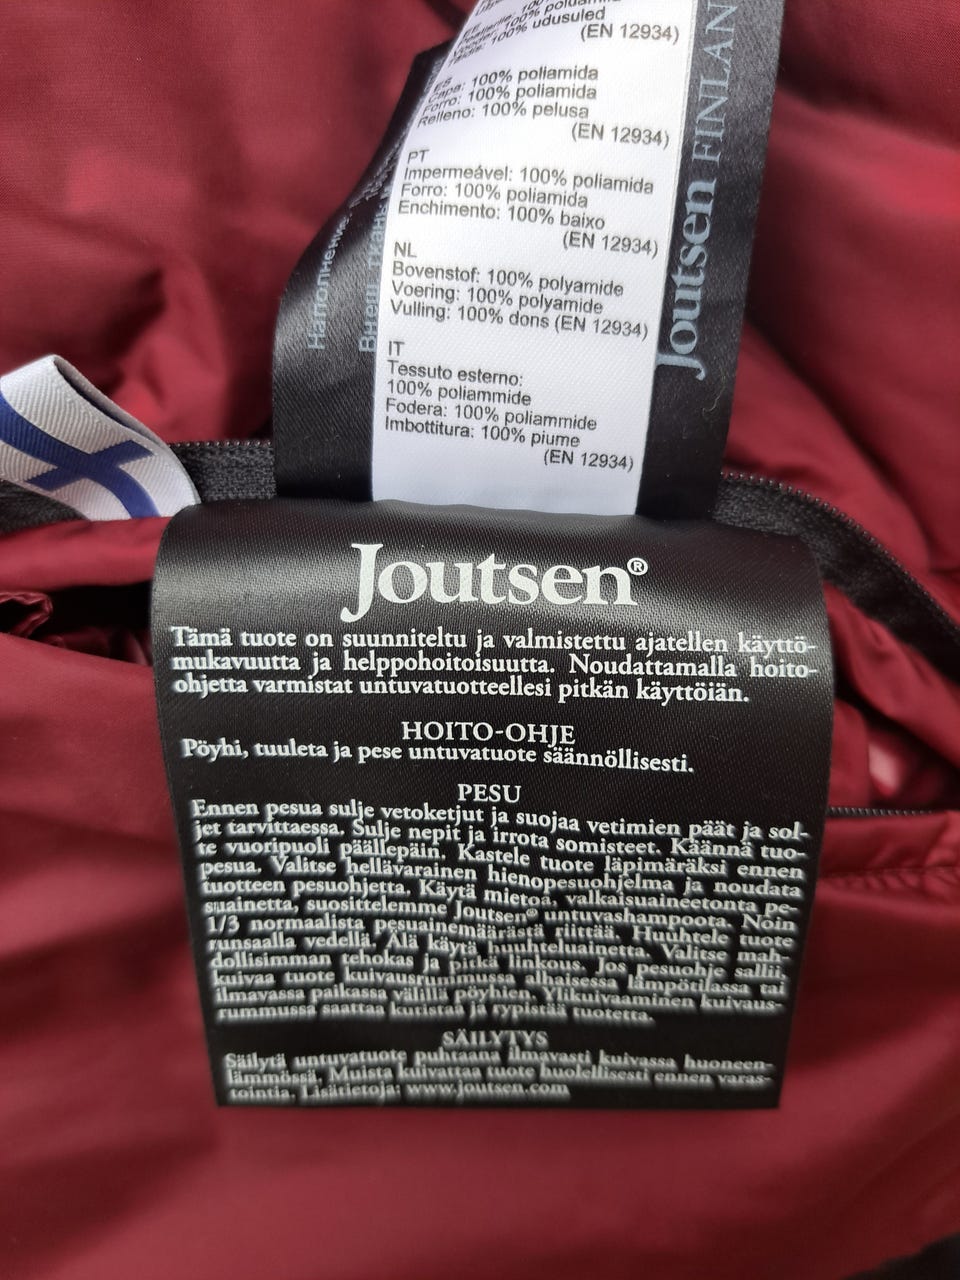 100% poliamida
Vooder: 100% polüamiid
Täidis: 100% udusuled
(EN 12934)
ES
Capa: 100% poliamida
Forro: 100% poliamida
Relleno: 100% pelusa
(EN 12934)
PT
Impermeável: 100% poliamida
Forro: 100% poliamida
Enchimento: 100% baixo
(EN 12934)
NL
Bovenstof: 100% polyamide
Voering: 100% polyamide
Vulling: 100% dons (EN 12934)
IT
Tessuto esterno:
100% poliammide
Fodera: 100% poliammide
Imbottitura: 100% piume
(EN 12934)
Joutsen FINLAN
Наполнение:
Joutsen®
Tämä tuote on suunniteltu ja valmistettu ajatellen käyttö-
mukavuutta ja helppohoitoisuutta. Noudattamalla hoito-
ohjetta varmistat untuvatuotteellesi pitkän käyttöiän.
HOITO-OHJE
Pöyhi, tuuleta ja pese untuvatuote säännöllisesti.
PESU
Ennen pesua sulje vetoketjut ja suojaa vetimien päät ja sol-
jet tarvittaessa. Sulje nepit ja irrota somisteet. Käännä tuo-
te vuoripuoli päällepäin. Kastele tuote läpimäräksi ennen
pesua. Valitse hellävarainen hienopesuohjelma ja noudata
tuotteen pesuohjetta. Käytä mietoa, valkaisuaineetonta pe-
suainetta, suosittelemme Joutsen® untuvashampoota. Noin
1/3 normaalista pesuainemäärästä riittää. Huuhtele tuote
runsaalla vedellä. Älä käytä huuhteluainetta. Valitse mah-
dollisimman tehokas ja pitkä linkous. Jos pesuohje sallii,
kuivaa tuote kuivausrummussa alhaisessa lämpötilassa tai
ilmavassa paikassa välillä pöyhien. Ylikuivaaminen kuivaus-
rummussa saattaa kutistaa ja rypistää tuotetta.
SÄILYTYS
Säilytä untuvatuote puhtaana ilmavasti kuivassa huoneen-
lämmössä. Muista kuivattaa tuote huolellisesti ennen varas-
tointia. Lisätietoja: www.joutsen.com